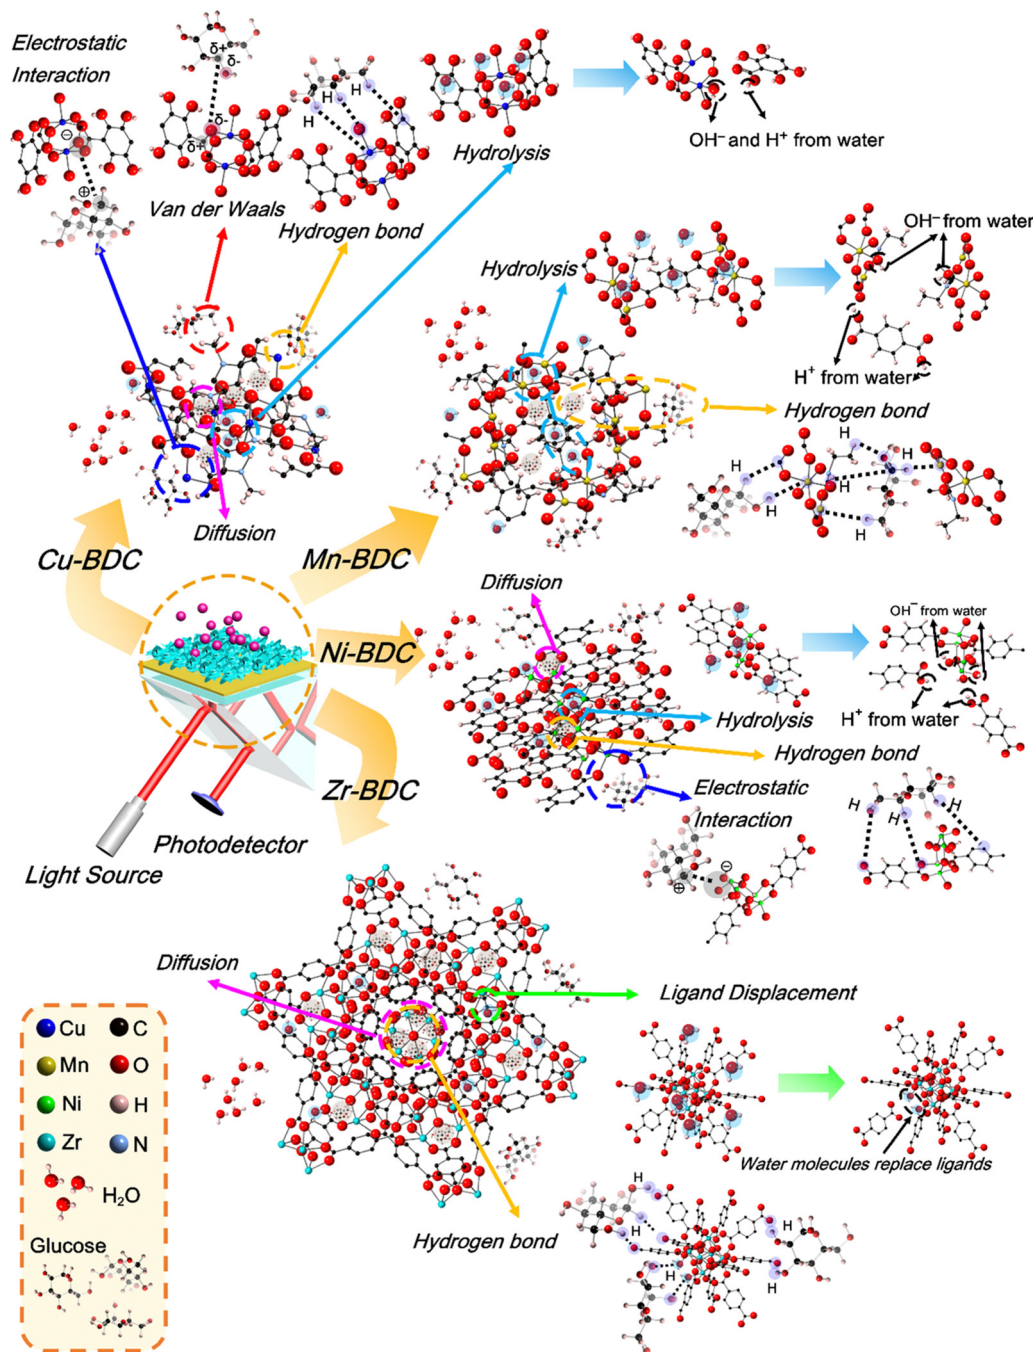 Electrostatic
Interaction
δ+
δ-
δ-
δ+
H
H
H
⊖
⊕
Van der Waals
Hydrogen bond
Hydrolysis
OH⁻ and H⁺ from water
Hydrolysis
OH⁻ from water
H⁺ from water
Hydrogen bond
H
H
H
H
H
H
Diffusion
Cu-BDC
Mn-BDC
Ni-BDC
Zr-BDC
Photodetector
Light Source
Diffusion
OH⁻ from water
Hydrolysis
H⁺ from water
Hydrogen bond
Electrostatic
Interaction
⊖
⊕
H
H
H
Diffusion
Ligand Displacement
Water molecules replace ligands
Hydrogen bond
H
H
H
H
H
Cu
C
Mn
O
Ni
H
Zr
N
H₂O
Glucose